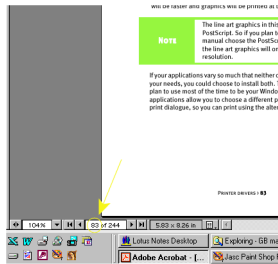 will be faster and graphics will be printed at t
The line art graphics in this
NOTE
PostScript. So if you plan to
manual choose the PostSc
the line art graphics will on
resolution.
If your applications vary so much that neither o
your needs, you could choose to install both. T
plan to use most of the time to be your Windo
applications allow you to choose a different p
print dialogue, so you can print using the alter
PRINTER DRIVERS > 83
104% 83 of 244 5.83 x 8.26 in
Lotus Notes Desktop Exploring - GB ma
Adobe Acrobat - [... Jasc Paint Shop